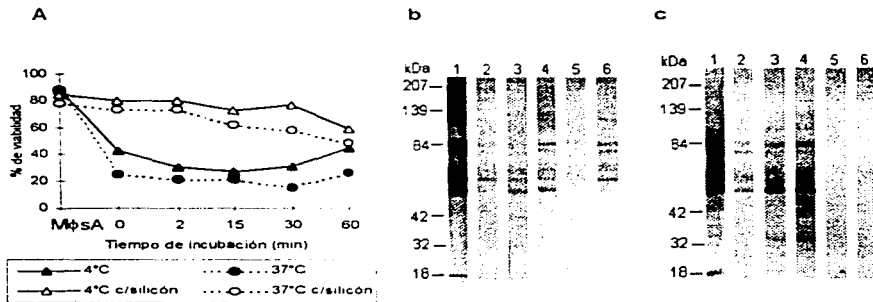 A
% de viabilidad
100
80
60
40
20
0
MϕsA 0 2 15 30 60
Tiempo de incubación (min)
4°C 37°C
4°C c/silicón 37°C c/silicón
b
kDa 1 2 3 4 5 6
207
139
84
42
32
18
c
kDa 1 2 3 4 5 6
207
139
84
42
32
18